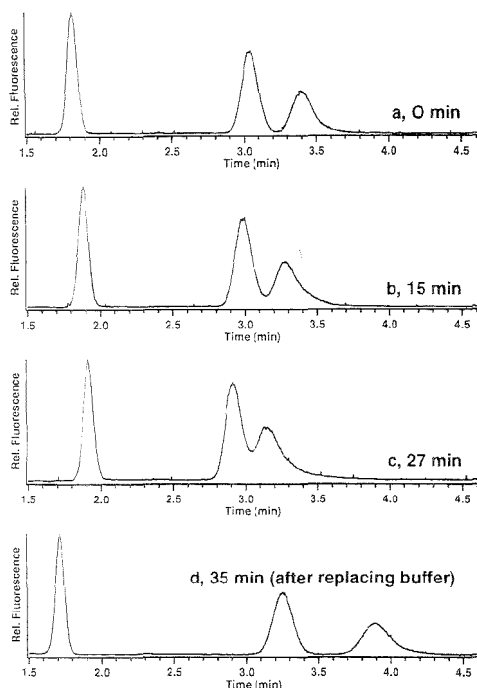 Rel. Fluorescence
a, O min
1.5 2.0 2.5 3.0 3.5 4.0 4.5
Time (min)
Rel. Fluorescence
b, 15 min
1.5 2.0 2.5 3.0 3.5 4.0 4.5
Time (min)
Rel. Fluorescence
c, 27 min
1.5 2.0 2.5 3.0 3.5 4.0 4.5
Time (min)
Rel. Fluorescence
d, 35 min (after replacing buffer)
1.5 2.0 2.5 3.0 3.5 4.0 4.5
Time (min)